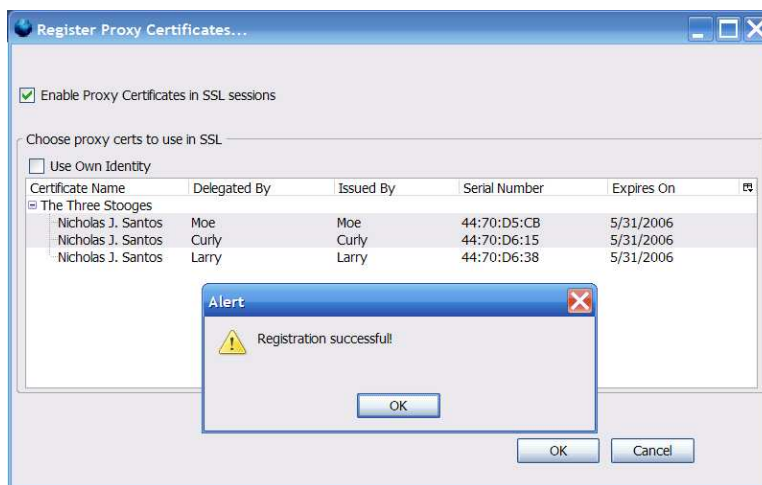 Register Proxy Certificates...
Enable Proxy Certificates in SSL sessions
Choose proxy certs to use in SSL
Use Own Identity
Certificate Name Delegated By Issued By Serial Number Expires On
The Three Stooges
Nicholas J. Santos Moe Moe 44:70:D5:CB 5/31/2006
Nicholas J. Santos Curly Curly 44:70:D6:15 5/31/2006
Nicholas J. Santos Larry Larry 44:70:D6:38 5/31/2006
Alert
Registration successful!
OK
OK Cancel